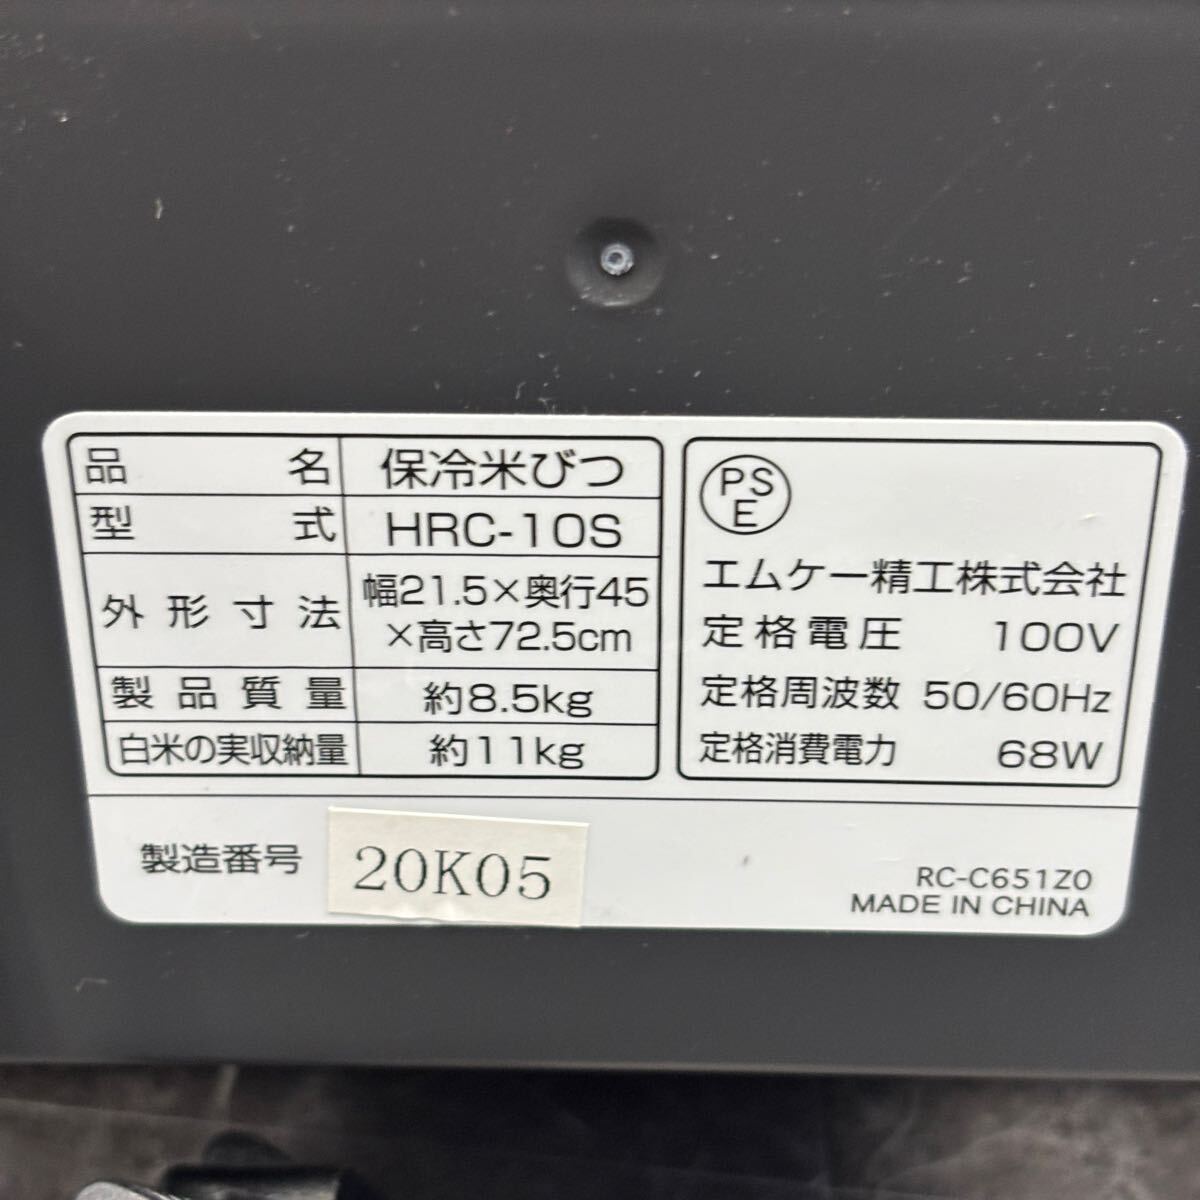 品名 保冷米びつ
型式 HRC-10S
外形寸法 幅21.5×奥行45
×高さ72.5cm
製品質量 約8.5kg
白米の実収納量 約11kg
PS
E
エムケー精工株式会社
定格電圧 100V
定格周波数 50/60Hz
定格消費電力 68W
製造番号 20K05
RC-C651Z0
MADE IN CHINA